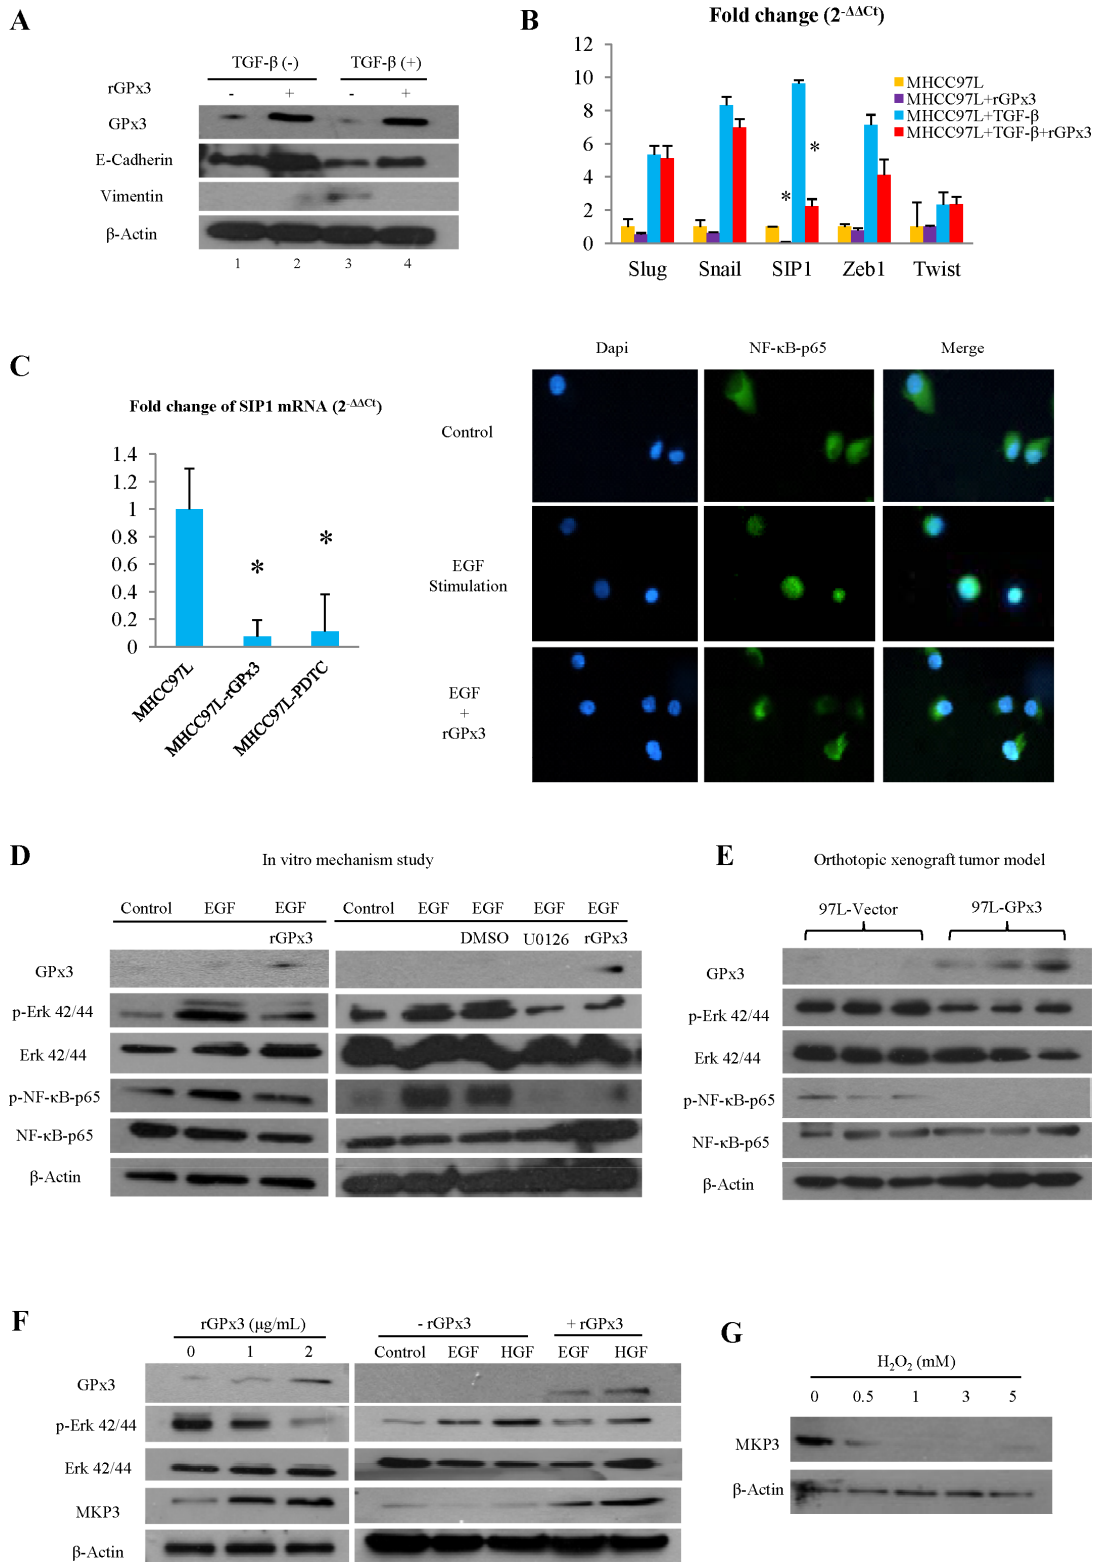 A
TGF-β (-) TGF-β (+)
rGPx3 - + - +
GPx3
E-Cadherin
Vimentin
β-Actin
1 2 3 4
B
Fold change (2-ΔΔCt)
12
10
8
6
4
2
0
* *
Slug Snail SIP1 Zeb1 Twist
MHCC97L
MHCC97L+rGPx3
MHCC97L+TGF-β
MHCC97L+TGF-β+rGPx3
C
Fold change of SIP1 mRNA (2-ΔΔCt)
1.4
1.2
1
0.8
0.6
0.4
0.2
0
* *
MHCC97L
MHCC97L-rGPx3
MHCC97L-PDTC
Dapi NF-κB-p65 Merge
Control
EGF
Stimulation
EGF
+
rGPx3
D
In vitro mechanism study
Control EGF EGF Control EGF EGF EGF EGF
rGPx3 DMSO U0126 rGPx3
GPx3
p-Erk 42/44
Erk 42/44
p-NF-κB-p65
NF-κB-p65
β-Actin
E
Orthotopic xenograft tumor model
97L-Vector 97L-GPx3
GPx3
p-Erk 42/44
Erk 42/44
p-NF-κB-p65
NF-κB-p65
β-Actin
F
rGPx3 (μg/mL) - rGPx3 + rGPx3
0 1 2 Control EGF HGF EGF HGF
GPx3
p-Erk 42/44
Erk 42/44
MKP3
β-Actin
G
H2O2 (mM)
0 0.5 1 3 5
MKP3
β-Actin